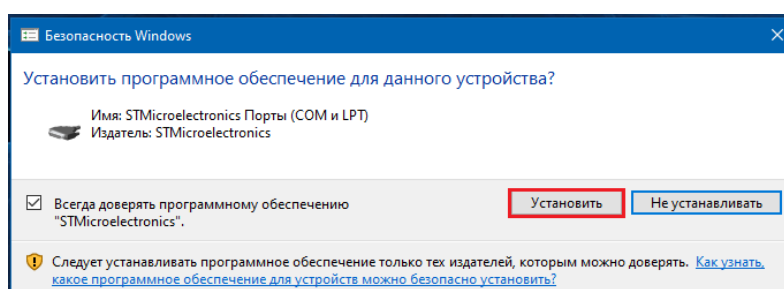 Безопасность Windows
Установить программное обеспечение для данного устройства?
Имя: STMicroelectronics Порты (COM и LPT)
Издатель: STMicroelectronics
Всегда доверять программному обеспечению
"STMicroelectronics".
Установить
Не устанавливать
Следует устанавливать программное обеспечение только тех издателей, которым можно доверять. Как узнать,
какое программное обеспечение для устройств можно безопасно установить?